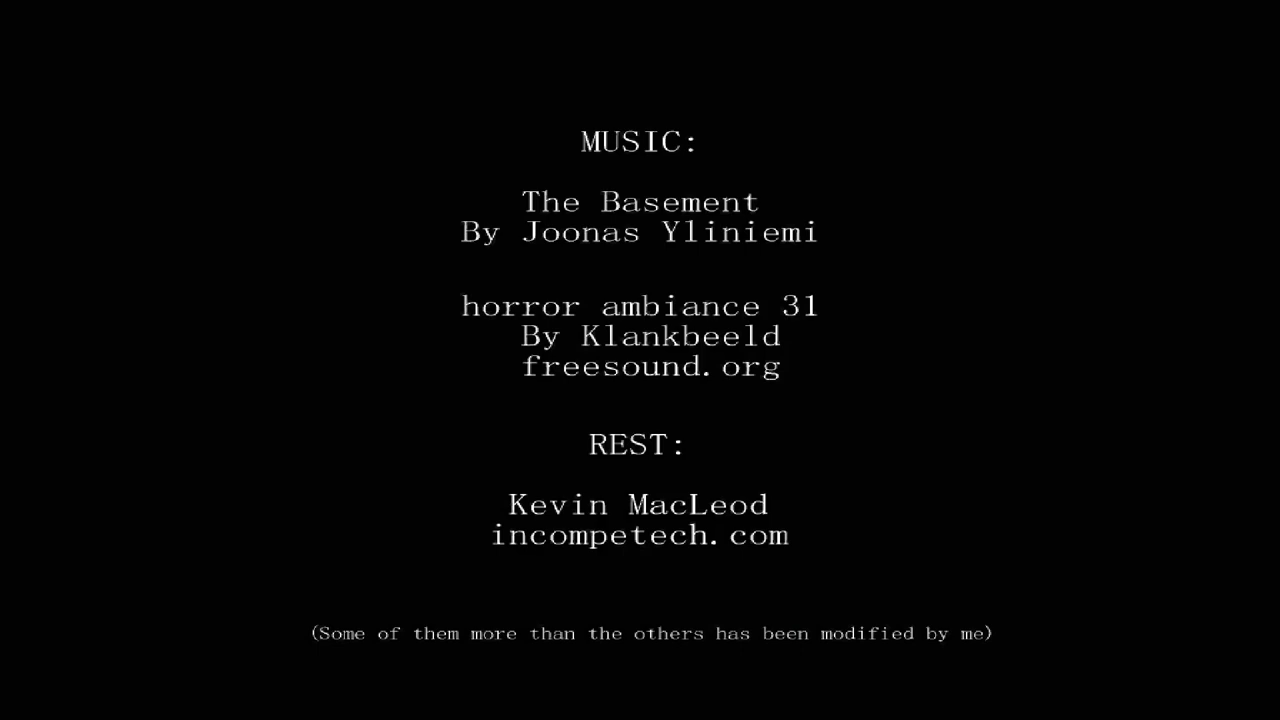 MUSIC:
The Basement
By Joonas Yliniemi
horror ambiance 31
By Klankbeeld
freesound.org
REST:
Kevin MacLeod
incompetech.com
(Some of them more than the others has been modified by me)